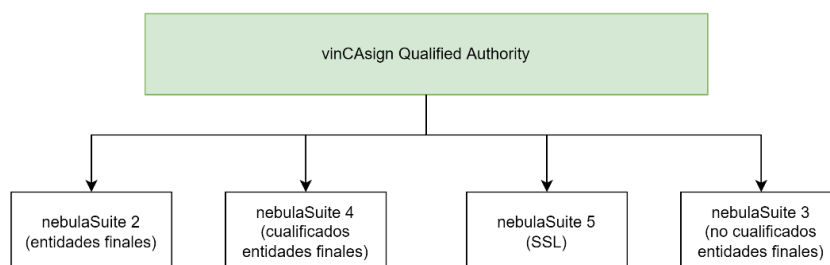 vinCAsign Qualified Authority
nebulaSuite 2
(entidades finales)
nebulaSuite 4
(cualificados
entidades finales)
nebulaSuite 5
(SSL)
nebulaSuite 3
(no cualificados
entidades finales)